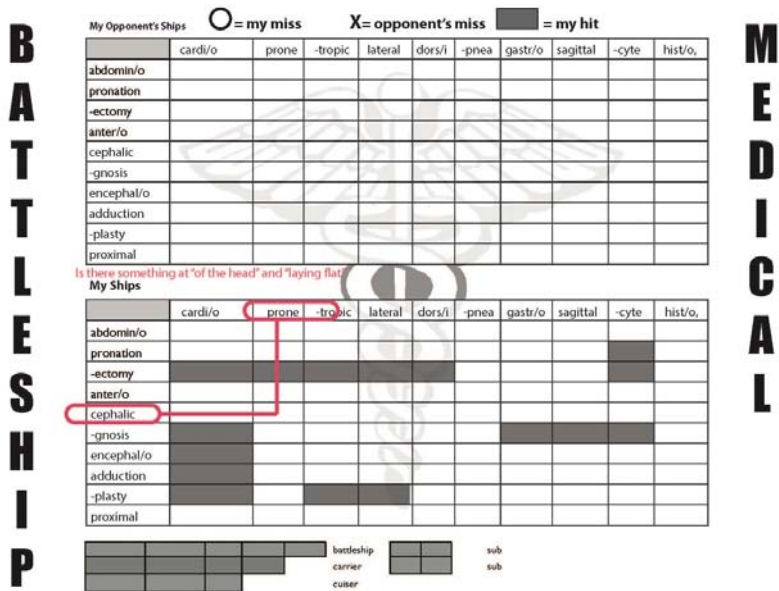 BATTLESHIP
My Opponent's Ships O= my miss X= opponent's miss = my hit
cardi/o prone -tropic lateral dors/i -pnea gastr/o sagittal -cyte hist/o,
abdomin/o
pronation
-ectomy
anter/o
cephalic
-gnosis
encephal/o
adduction
-plasty
proximal
Is there something at "of the head" and "laying flat"
My Ships
cardi/o prone -tropic lateral dors/i -pnea gastr/o sagittal -cyte hist/o,
abdomin/o
pronation
-ectomy
anter/o
cephalic
-gnosis
encephal/o
adduction
-plasty
proximal
battleship sub
carrier sub
cuiser
MEDICAL